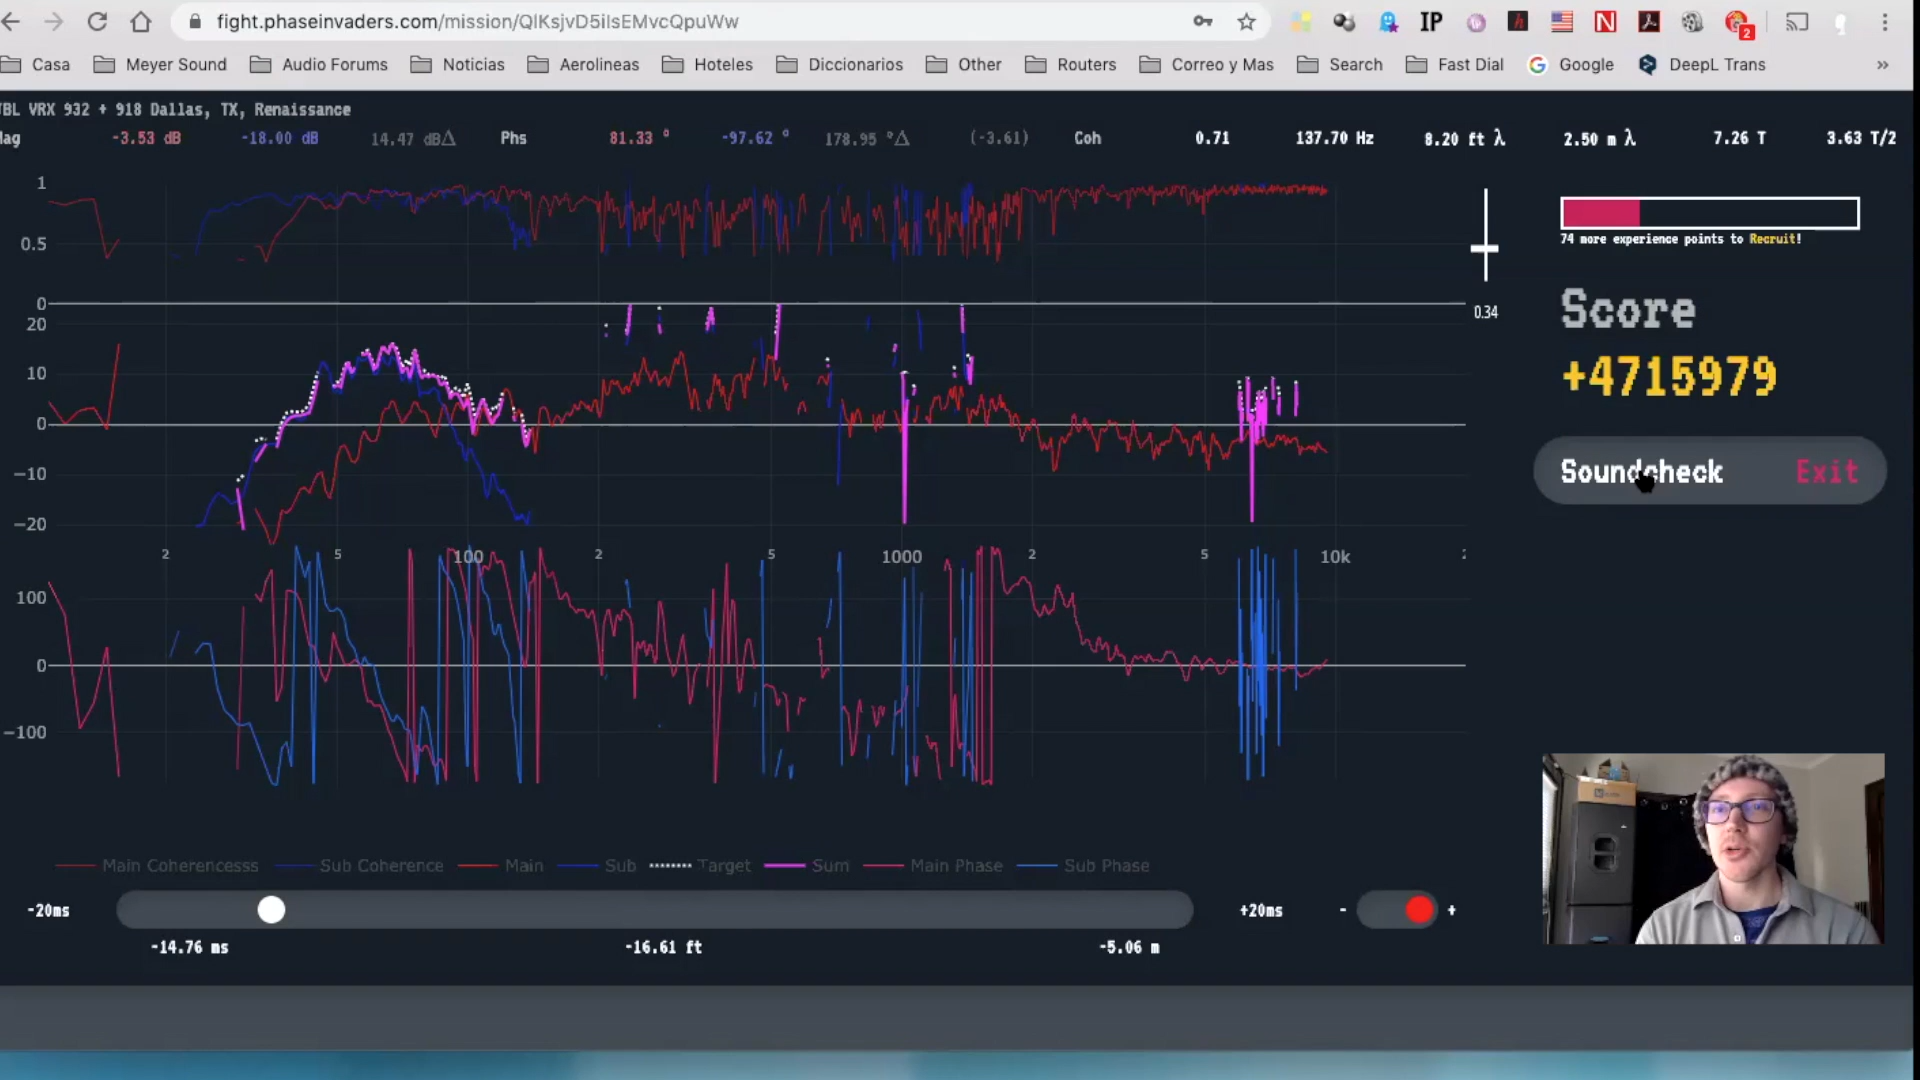 fight.phaseinvaders.com/mission/QlKsjvD5ilsEMvcQpuWw
IP h N 2
Casa Meyer Sound Audio Forums Noticias Aerolineas Hoteles Diccionarios Other Routers Correo y Mas Search Fast Dial Google DeepL Trans »
JBL VRX 932 + 918 Dallas, TX, Renaissance
Mag -3.53 dB -18.00 dB 14.47 dBΔ Phs 81.33 ° -97.62 ° 178.95 °Δ (-3.61) Coh 0.71 137.70 Hz 8.20 ft λ 2.50 m λ 7.26 T 3.63 T/2
1
0.5
0
74 more experience points to Recruit!
0.34
Score
+4715979
Soundcheck Exit
20
10
0
−10
−20
2 5 100 2 5 1000 2 5 10k 2
100
0
−100
Main Coherencesss Sub Coherence Main Sub Target Sum Main Phase Sub Phase
-20ms +20ms - +
-14.76 ms -16.61 ft -5.06 m